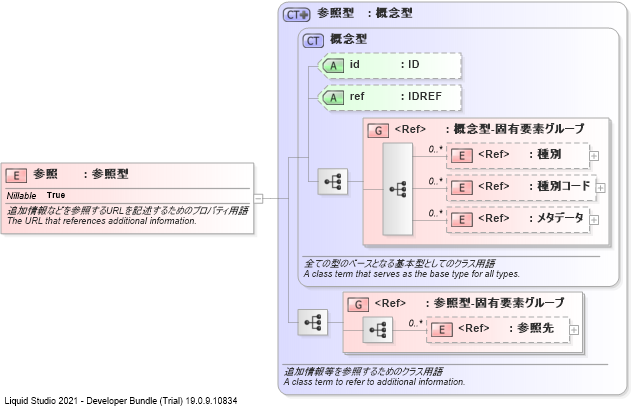 CT 参照型 : 概念型
CT 概念型
A id : ID
A ref : IDREF
G <Ref> : 概念型-固有要素グループ
0..*
E <Ref> : 種別
0..*
E <Ref> : 種別コード
0..*
E <Ref> : メタデータ
E 参照 : 参照型
Nillable True
追加情報などを参照するURLを記述するためのプロパティ用語
The URL that references additional information.
全ての型のベースとなる基本型としてのクラス用語
A class term that serves as the base type for all types.
G <Ref> : 参照型-固有要素グループ
0..*
E <Ref> : 参照先
追加情報等を参照するためのクラス用語
A class term to refer to additional information.
Liquid Studio 2021 - Developer Bundle (Trial) 19.0.9.10834